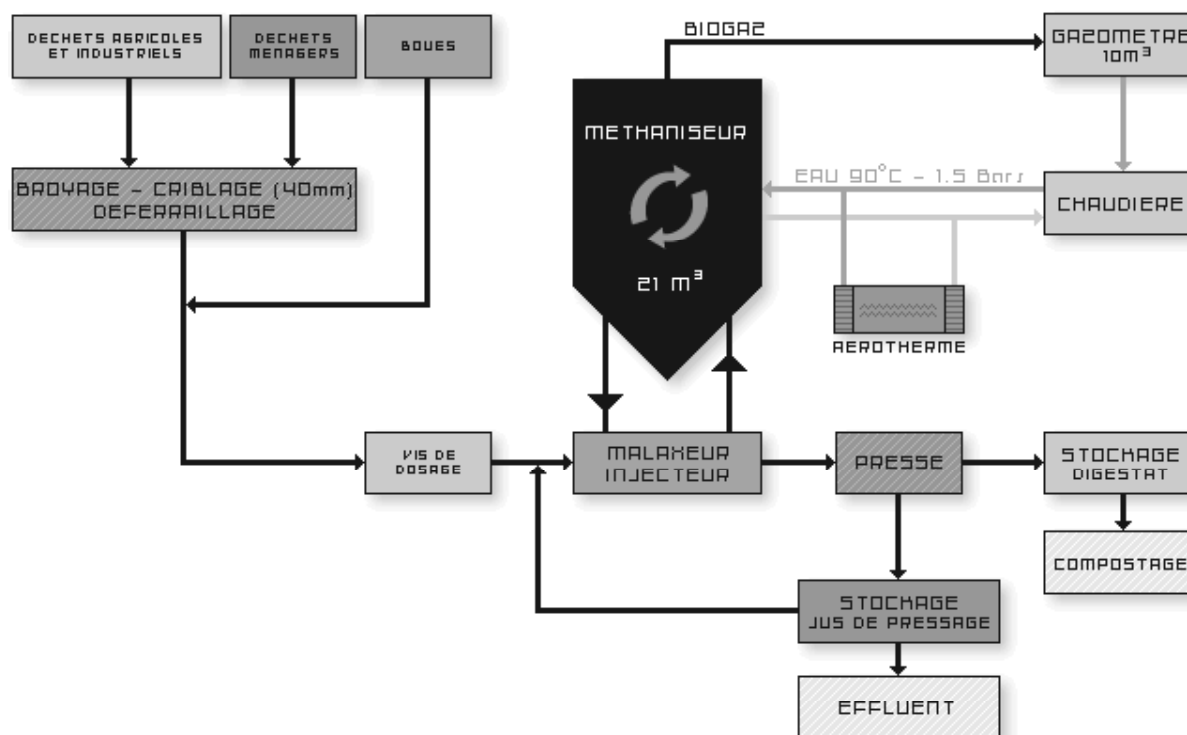 DECHETS AGRICOLES
ET INDUSTRIELS
DECHETS
MENAGERS
BOUES
BIOGAZ
GAZOMETRE
10M³
METHANISEUR
21 M³
EAU 90°C - 1.5 Bars
CHAUDIERE
BROYAGE - CRIBLAGE (40mm)
DEFERRAILLAGE
AEROTHERME
VIS DE
DOSAGE
MALAXEUR
INJECTEUR
PRESSE
STOCKAGE
DIGESTAT
COMPOSTAGE
STOCKAGE
JUS DE PRESSAGE
EFFLUENT